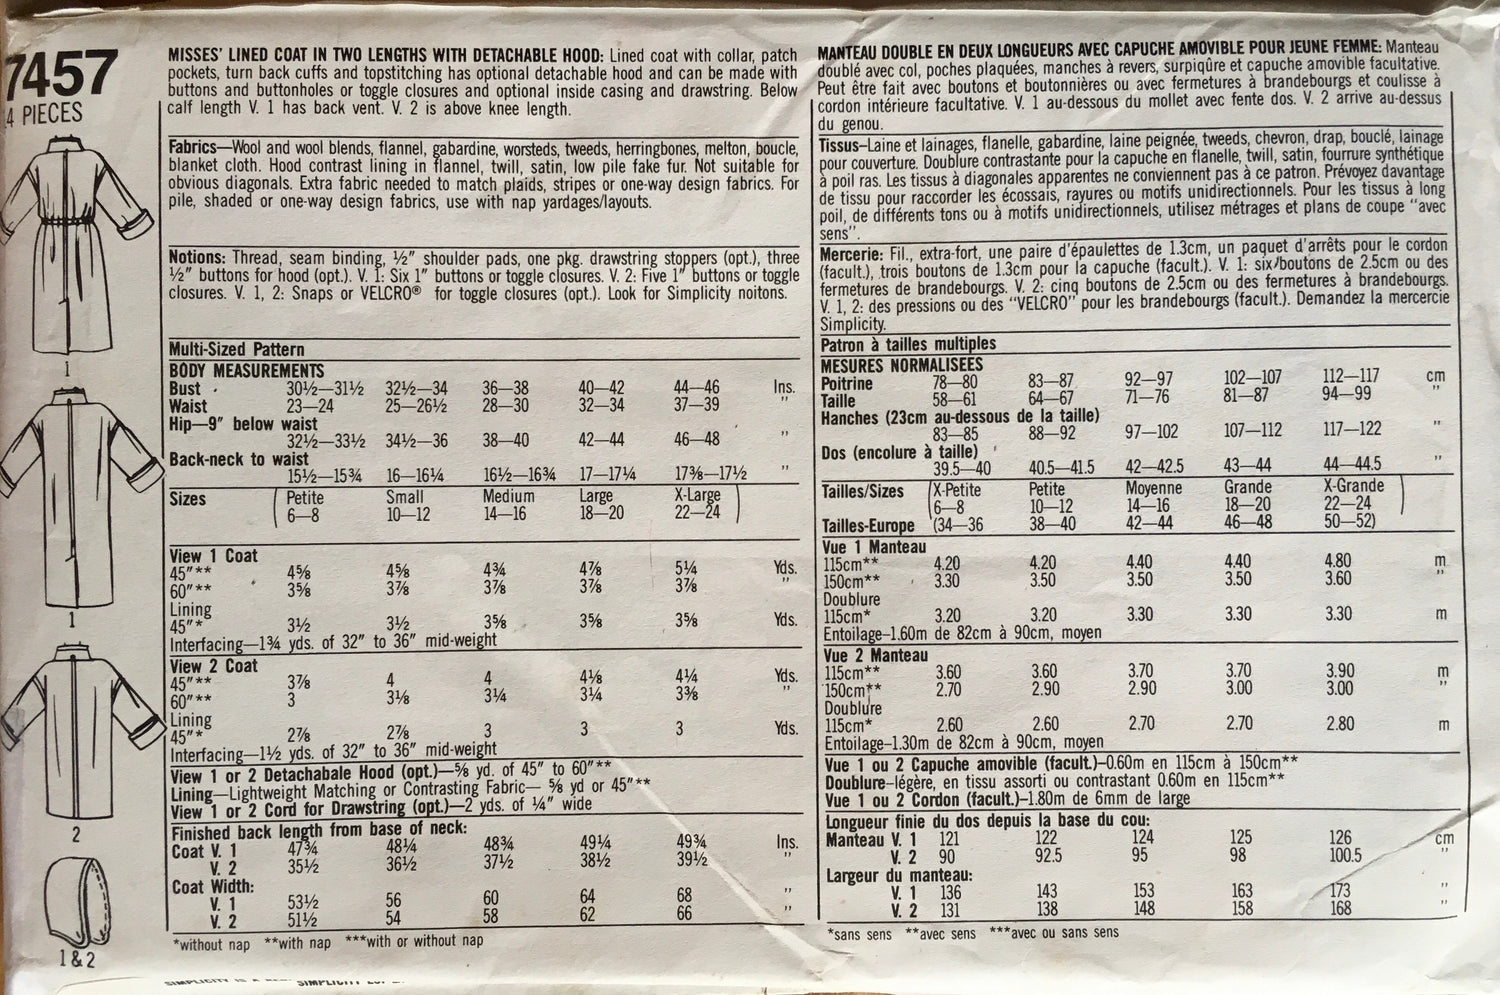 7457
4 PIECES
1
1
2
1 & 2
MISSES' LINED COAT IN TWO LENGTHS WITH DETACHABLE HOOD: Lined coat with collar, patch
pockets, turn back cuffs and topstitching has optional detachable hood and can be made with
buttons and buttonholes or toggle closures and optional inside casing and drawstring. Below
calf length V. 1 has back vent. V. 2 is above knee length.
Fabrics—Wool and wool blends, flannel, gabardine, worsteds, tweeds, herringbones, melton, boucle,
blanket cloth. Hood contrast lining in flannel, twill, satin, low pile fake fur. Not suitable for
obvious diagonals. Extra fabric needed to match plaids, stripes or one-way design fabrics. For
pile, shaded or one-way design fabrics, use with nap yardages/layouts.
Notions: Thread, seam binding, ½" shoulder pads, one pkg. drawstring stoppers (opt.), three
½" buttons for hood (opt.). V. 1: Six 1" buttons or toggle closures. V. 2: Five 1" buttons or toggle
closures. V. 1, 2: Snaps or VELCRO® for toggle closures (opt.). Look for Simplicity noitons.
Multi-Sized Pattern
BODY MEASUREMENTS
Bust 30½—31½ 32½—34 36—38 40—42 44—46 Ins.
Waist 23—24 25—26½ 28—30 32—34 37—39 "
Hip—9" below waist
32½—33½ 34½—36 38—40 42—44 46—48 "
Back-neck to waist
15½—15¾ 16—16¼ 16½—16¾ 17—17¼ 17⅜—17½ "
Sizes ( Petite Small Medium Large X-Large )
6—8 10—12 14—16 18—20 22—24
View 1 Coat
45"** 4⅝ 4⅝ 4¾ 4⅞ 5¼ Yds.
60"** 3⅝ 3⅞ 3⅞ 3⅞ 3⅞ "
Lining
45"* 3½ 3½ 3⅝ 3⅝ 3⅝ Yds.
Interfacing—1¾ yds. of 32" to 36" mid-weight
View 2 Coat
45"** 3⅞ 4 4 4⅛ 4¼ Yds.
60"** 3 3⅛ 3¼ 3¼ 3⅜ "
Lining
45"* 2⅞ 2⅞ 3 3 3 Yds.
Interfacing—1½ yds. of 32" to 36" mid-weight
View 1 or 2 Detachabale Hood (opt.)—⅝ yd. of 45" to 60"**
Lining—Lightweight Matching or Contrasting Fabric— ⅝ yd or 45"**
View 1 or 2 Cord for Drawstring (opt.)—2 yds. of ¼" wide
Finished back length from base of neck:
Coat V. 1 47¾ 48¼ 48¾ 49¼ 49¾ Ins.
V. 2 35½ 36½ 37½ 38½ 39½ "
Coat Width:
V. 1 53½ 56 60 64 68 "
V. 2 51½ 54 58 62 66 "
*without nap **with nap ***with or without nap
MANTEAU DOUBLE EN DEUX LONGUEURS AVEC CAPUCHE AMOVIBLE POUR JEUNE FEMME: Manteau
doublé avec col, poches plaquées, manches à revers, surpiqûre et capuche amovible facultative.
Peut être fait avec boutons et boutonnières ou avec fermetures à brandebourgs et coulisse à
cordon intérieure facultative. V. 1 au-dessous du mollet avec fente dos. V. 2 arrive au-dessus
du genou.
Tissus—Laine et lainages, flanelle, gabardine, laine peignée, tweeds, chevron, drap, bouclé, lainage
pour couverture. Doublure contrastante pour la capuche en flanelle, twill, satin, fourrure synthétique
à poil ras. Les tissus à diagonales apparentes ne conviennent pas à ce patron. Prévoyez davantage
de tissu pour raccorder les écossais, rayures ou motifs unidirectionnels. Pour les tissus à long
poil, de différents tons ou à motifs unidirectionnels, utilisez métrages et plans de coupe "avec
sens".
Mercerie: Fil., extra-fort, une paire d'épaulettes de 1.3cm, un paquet d'arrêts pour le cordon
(facult.), trois boutons de 1.3cm pour la capuche (facult.). V. 1: six boutons de 2.5cm ou des
fermetures de brandebourgs. V. 2: cinq boutons de 2.5cm ou des fermetures à brandebourgs.
V. 1, 2: des pressions ou des "VELCRO" pour les brandebourgs (facult.). Demandez la mercercie
Simplicity.
Patron à tailles multiples
MESURES NORMALISEES
Poitrine 78—80 83—87 92—97 102—107 112—117 cm
Taille 58—61 64—67 71—76 81—87 94—99 "
Hanches (23cm au-dessous de la taille)
83—85 88—92 97—102 107—112 117—122 "
Dos (encolure à taille)
39.5—40 40.5—41.5 42—42.5 43—44 44—44.5 "
Tailles/Sizes (X-Petite Petite Moyenne Grande X-Grande )
(6—8 10—12 14—16 18—20 22—24
Tailles-Europe (34—36 38—40 42—44 46—48 50—52)
Vue 1 Manteau
115cm** 4.20 4.20 4.40 4.40 4.80 m
150cm** 3.30 3.50 3.50 3.50 3.60 "
Doublure
115cm* 3.20 3.20 3.30 3.30 3.30 m
Entoilage—1.60m de 82cm à 90cm, moyen
Vue 2 Manteau
115cm** 3.60 3.60 3.70 3.70 3.90 m
150cm** 2.70 2.90 2.90 3.00 3.00 "
Doublure
115cm* 2.60 2.60 2.70 2.70 2.80 m
Entoilage—1.30m de 82cm à 90cm, moyen
Vue 1 ou 2 Capuche amovible (facult.)—0.60m en 115cm à 150cm**
Doublure—légère, en tissu assorti ou contrastant 0.60m en 115cm**
Vue 1 ou 2 Cordon (facult.)—1.80m de 6mm de large
Longueur finie du dos depuis la base du cou:
Manteau V. 1 121 122 124 125 126 cm
V. 2 90 92.5 95 98 100.5 "
Largeur du manteau:
V. 1 136 143 153 163 173 "
V. 2 131 138 148 158 168 "
*sans sens **avec sens ***avec ou sans sens